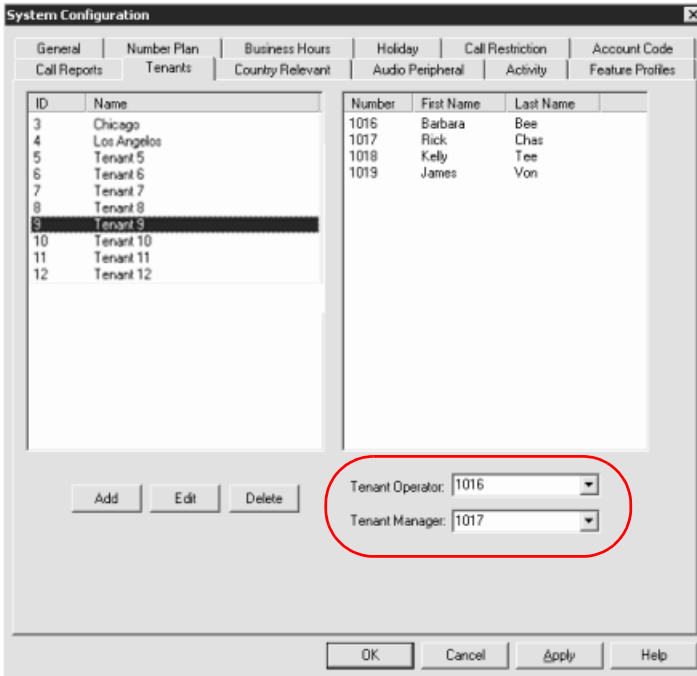 System Configuration
General Number Plan Business Hours Holiday Call Restriction Account Code
Call Reports Tenants Country Relevant Audio Peripheral Activity Feature Profiles
ID Name
3 Chicago
4 Los Angelos
5 Tenant 5
6 Tenant 6
7 Tenant 7
8 Tenant 8
9 Tenant 9
10 Tenant 10
11 Tenant 11
12 Tenant 12
Number First Name Last Name
1016 Barbara Bee
1017 Rick Chas
1018 Kelly Tee
1019 James Von
Add Edit Delete
Tenant Operator: 1016
Tenant Manager: 1017
OK Cancel Apply Help